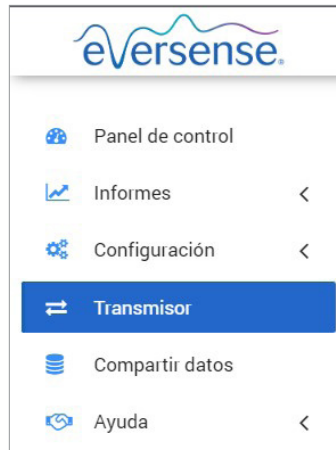 eversense®
Panel de control
Informes
Configuración
Transmisor
Compartir datos
Ayuda